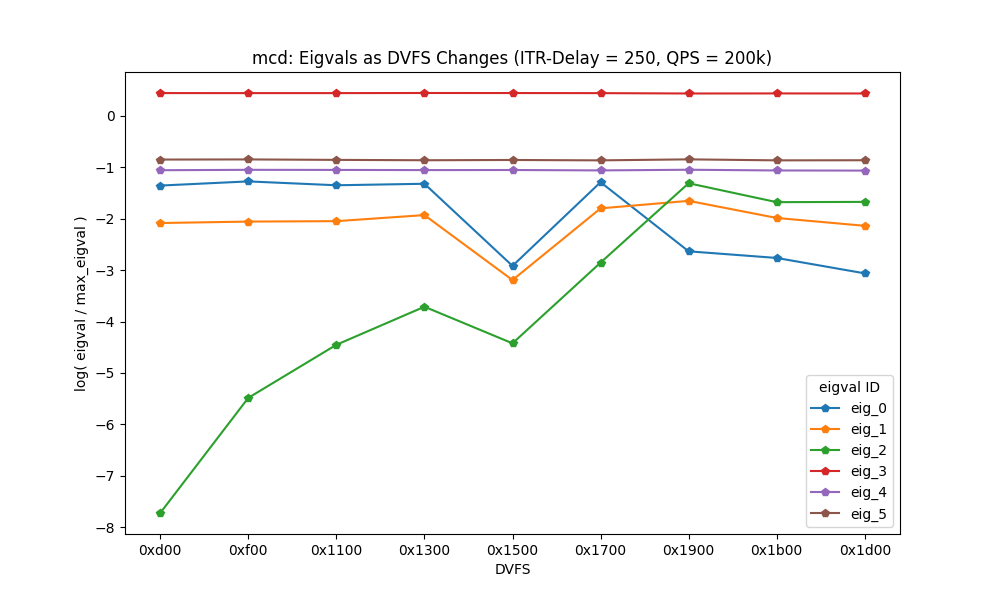 mcd: Eigvals as DVFS Changes (ITR-Delay = 250, QPS = 200k)
log( eigval / max_eigval )
0
−1
−2
−3
−4
−5
−6
−7
−8
eigval ID
eig_0
eig_1
eig_2
eig_3
eig_4
eig_5
0xd00 0xf00 0x1100 0x1300 0x1500 0x1700 0x1900 0x1b00 0x1d00
DVFS